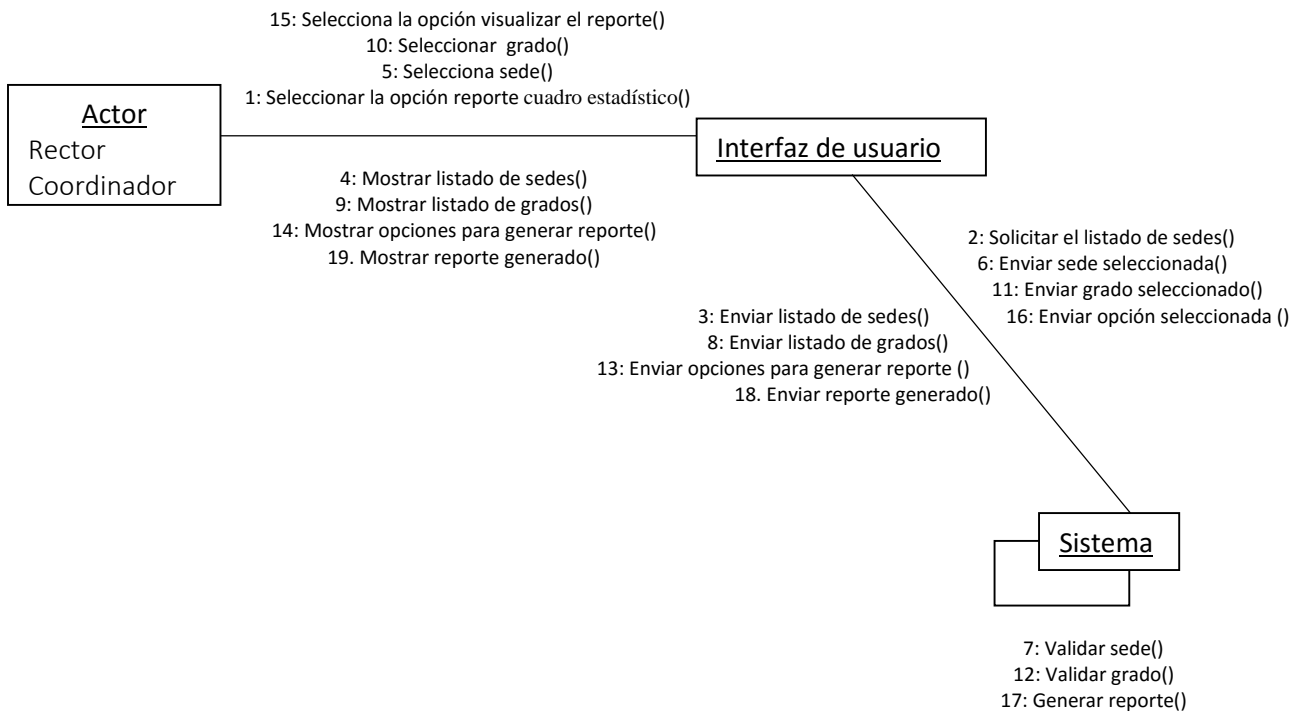 15: Selecciona la opción visualizar el reporte()
10: Seleccionar  grado()
5: Selecciona sede()
1: Seleccionar la opción reporte cuadro estadístico()
Actor
Rector
Coordinador
Interfaz de usuario
4: Mostrar listado de sedes()
9: Mostrar listado de grados()
14: Mostrar opciones para generar reporte()
19. Mostrar reporte generado()
2: Solicitar el listado de sedes()
6: Enviar sede seleccionada()
11: Enviar grado seleccionado()
16: Enviar opción seleccionada ()
3: Enviar listado de sedes()
8: Enviar listado de grados()
13: Enviar opciones para generar reporte ()
18. Enviar reporte generado()
Sistema
7: Validar sede()
12: Validar grado()
17: Generar reporte()